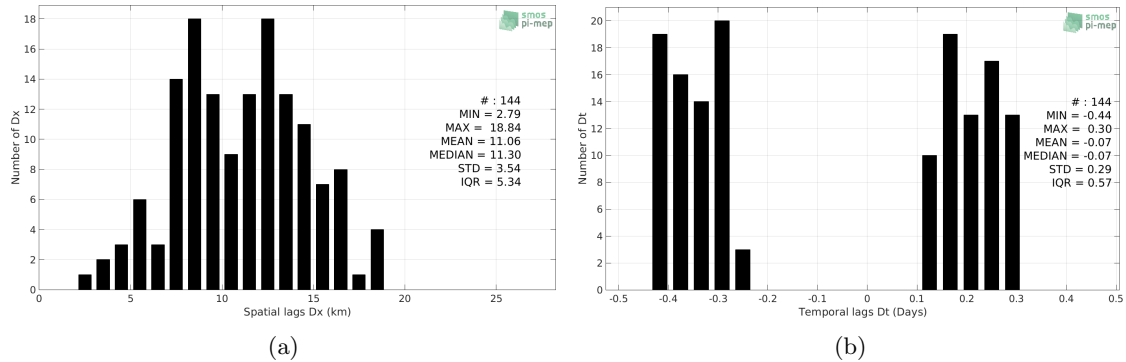 smos
pi-mep
18
16
14
12
10
8
6
4
2
0
Number of Dx
# : 144
MIN = 2.79
MAX = 18.84
MEAN = 11.06
MEDIAN = 11.30
STD = 3.54
IQR = 5.34
0 5 10 15 20 25
Spatial lags Dx (km)
(a)
smos
pi-mep
20
18
16
14
12
10
8
6
4
2
0
Number of Dt
# : 144
MIN = -0.44
MAX = 0.30
MEAN = -0.07
MEDIAN = -0.07
STD = 0.29
IQR = 0.57
-0.5 -0.4 -0.3 -0.2 -0.1 0 0.1 0.2 0.3 0.4 0.5
Temporal lags Dt (Days)
(b)